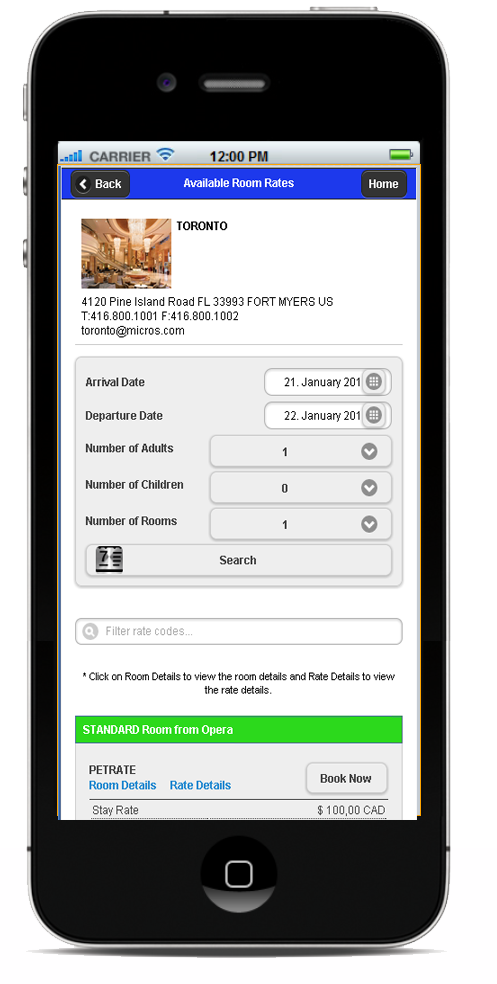 CARRIER 12:00 PM
Back Available Room Rates Home
TORONTO
4120 Pine Island Road FL 33993 FORT MYERS US
T:416.800.1001 F:416.800.1002
toronto@micros.com
Arrival Date 21. January 201
Departure Date 22. January 201
Number of Adults 1
Number of Children 0
Number of Rooms 1
7 Search
Filter rate codes...
* Click on Room Details to view the room details and Rate Details to view
the rate details.
STANDARD Room from Opera
PETRATE
Room Details Rate Details Book Now
Stay Rate $ 100,00 CAD